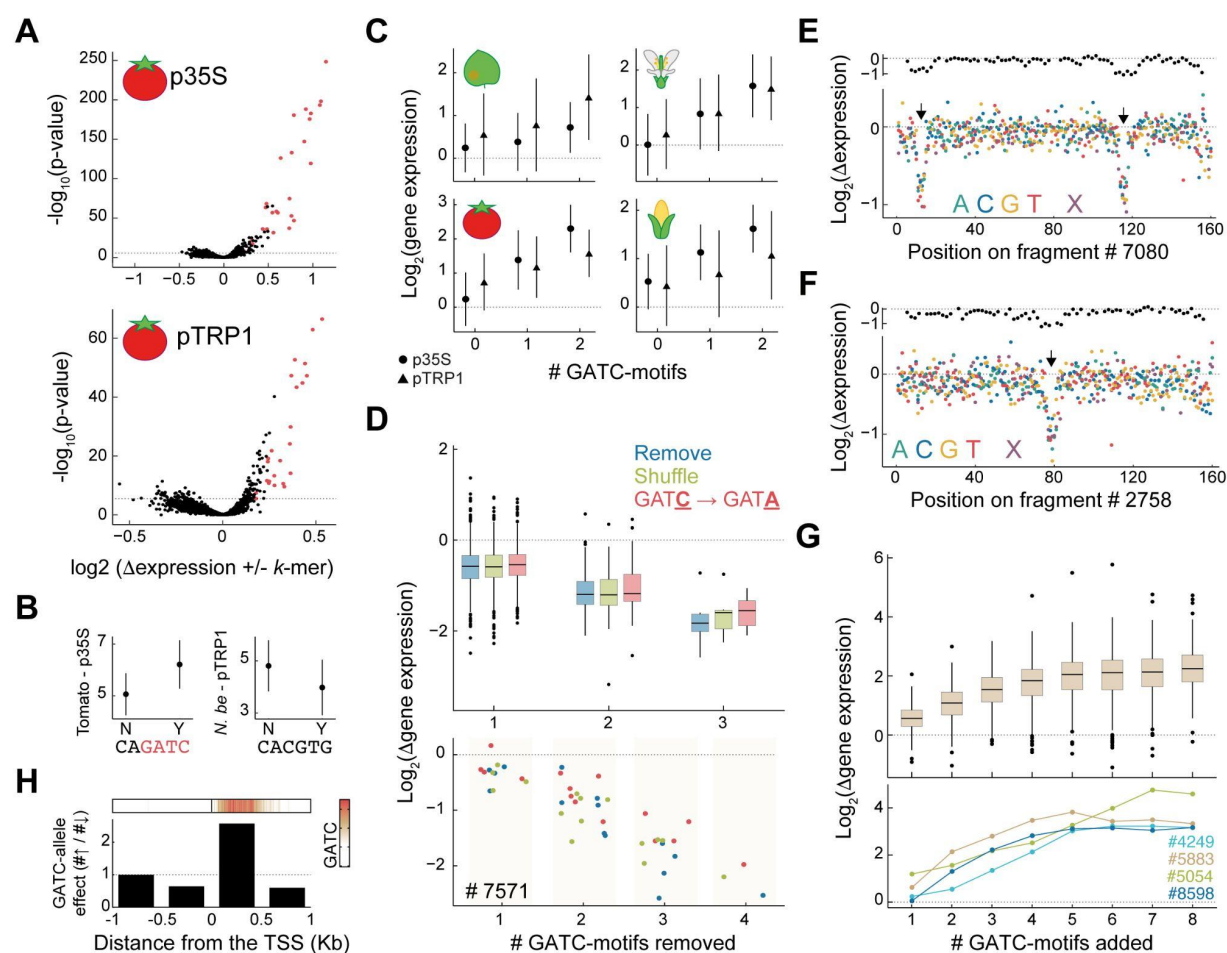 A
p35S
-log10(p-value)
250
200
150
100
50
0
-1
-0.5
0
0.5
1
pTRP1
-log10(p-value)
60
40
20
0
-0.5
0
0.5
log2 (Δexpression +/- k-mer)
B
Tomato - p35S
7
5
N
Y
CAGATC
N. be - pTRP1
5
3
N
Y
CACGTG
H
GATC
GATC-allele
effect (#↑ / #↓)
2
1
0
-1
-0.5
0
0.5
1
Distance from the TSS (Kb)
C
Log2(gene expression)
2
1
0
2
1
0
3
2
1
0
2
1
0
0
1
2
0
1
2
p35S
pTRP1
# GATC-motifs
D
Remove
Shuffle
GATC → GATA
Log2(Δgene expression)
0
-2
1
2
3
0
-1
-2
# 7571
1
2
3
4
# GATC-motifs removed
E
0
-1
Log2(Δexpression)
0
-1
A C G T X
0
40
80
120
160
Position on fragment # 7080
F
0
-1
Log2(Δexpression)
0
-1
A C G T X
0
40
80
120
160
Position on fragment # 2758
G
Log2(Δgene expression)
6
4
2
0
4
2
0
#4249
#5883
#5054
#8598
1
2
3
4
5
6
7
8
# GATC-motifs added